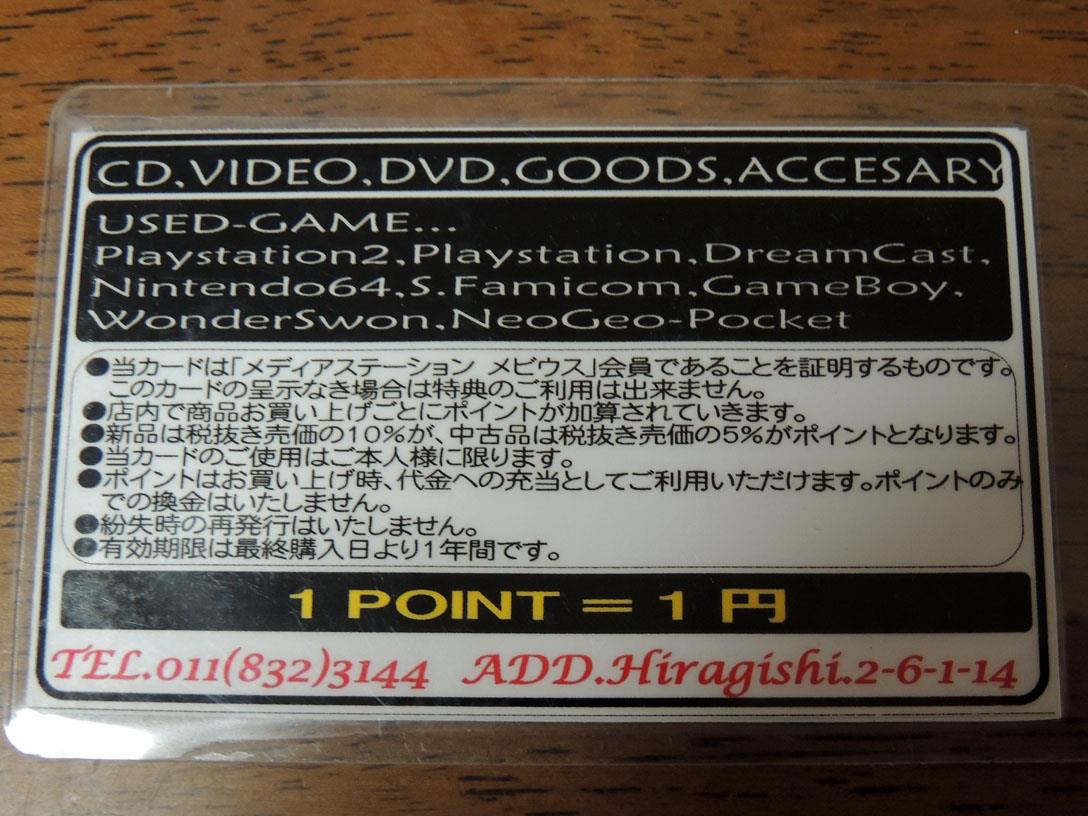 CD,VIDEO,DVD,GOODS,ACCESARY
USED-GAME...
Playstation2,Playstation,DreamCast,
Nintendo64,S.Famicom,GameBoy,
WonderSwon,NeoGeo-Pocket
●当カードは「メディアステーション メビウス」会員であることを証明するものです。
このカードの呈示なき場合は特典のご利用は出来ません。
●店内で商品お買い上げごとにポイントが加算されていきます。
●新品は税抜き売価の10%が、中古品は税抜き売価の5%がポイントとなります。
●当カードのご使用はご本人様に限ります。
●ポイントはお買い上げ時、代金への充当としてご利用いただけます。ポイントのみ
での換金はいたしません。
●紛失時の再発行はいたしません。
●有効期限は最終購入日より1年間です。
1 POINT = 1 円
TEL.011(832)3144 ADD.Hiragishi.2-6-1-14